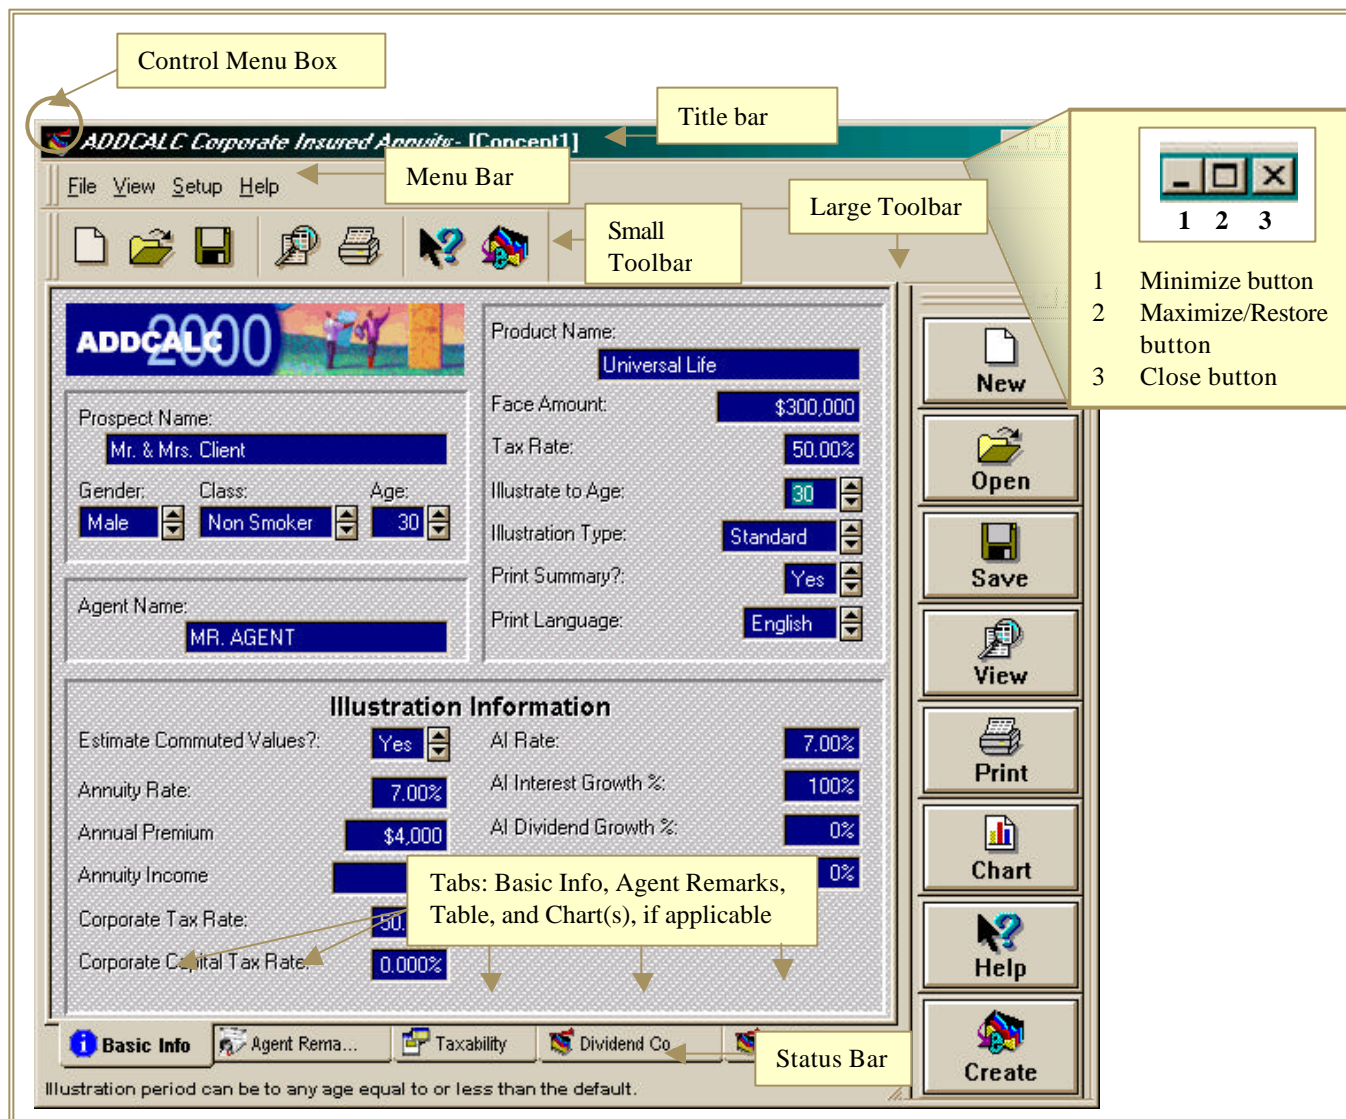 Control Menu Box
Title bar
ADDCALC Corporate Insured Annuity - [Concept1]
Menu Bar
File View Setup Help
Large Toolbar
Small
Toolbar
1 2 3
1 Minimize button
2 Maximize/Restore
button
3 Close button
ADDCALC 2000
Prospect Name:
Mr. & Mrs. Client
Gender: Class: Age:
Male Non Smoker 30
Agent Name:
MR. AGENT
Product Name:
Universal Life
Face Amount: $300,000
Tax Rate: 50.00%
Illustrate to Age: 30
Illustration Type: Standard
Print Summary?: Yes
Print Language: English
Illustration Information
Estimate Commuted Values?: Yes
Annuity Rate: 7.00%
Annual Premium $4,000
Annuity Income
Corporate Tax Rate: 50.
Corporate Capital Tax Rate: 0.000%
AI Rate: 7.00%
AI Interest Growth %: 100%
AI Dividend Growth %: 0%
0%
Tabs: Basic Info, Agent Remarks,
Table, and Chart(s), if applicable
New
Open
Save
View
Print
Chart
Help
Create
Basic Info Agent Rema... Taxability Dividend Co
Status Bar
Illustration period can be to any age equal to or less than the default.